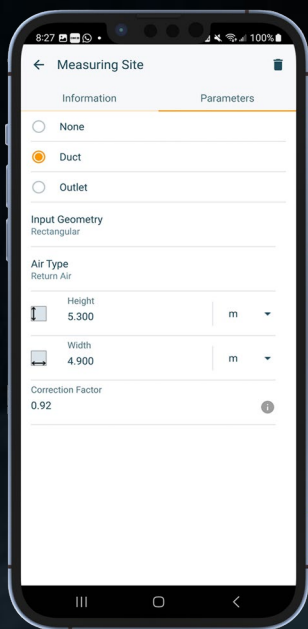 8:27
100%
Measuring Site
Information
Parameters
None
Duct
Outlet
Input Geometry
Rectangular
Air Type
Return Air
Height
5.300
m
Width
4.900
m
Correction Factor
0.92